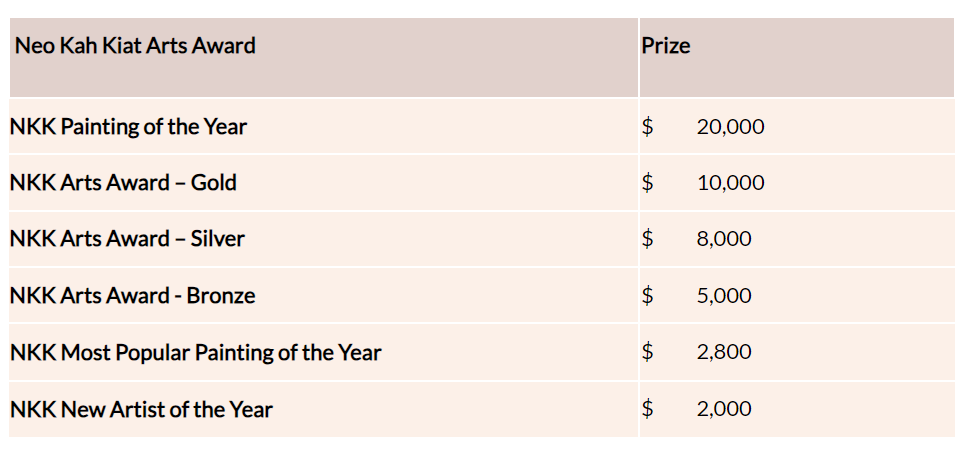 Neo Kah Kiat Arts Award Prize
NKK Painting of the Year $ 20,000
NKK Arts Award – Gold $ 10,000
NKK Arts Award – Silver $ 8,000
NKK Arts Award - Bronze $ 5,000
NKK Most Popular Painting of the Year $ 2,800
NKK New Artist of the Year $ 2,000